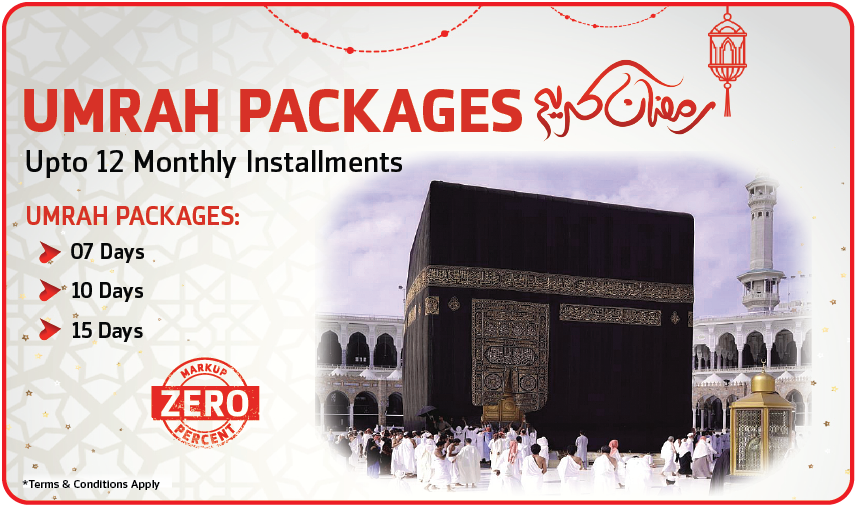 UMRAH PACKAGES رمضان كريم
Upto 12 Monthly Installments
UMRAH PACKAGES:
07 Days
10 Days
15 Days
MARKUP
ZERO
PERCENT
*Terms & Conditions Apply